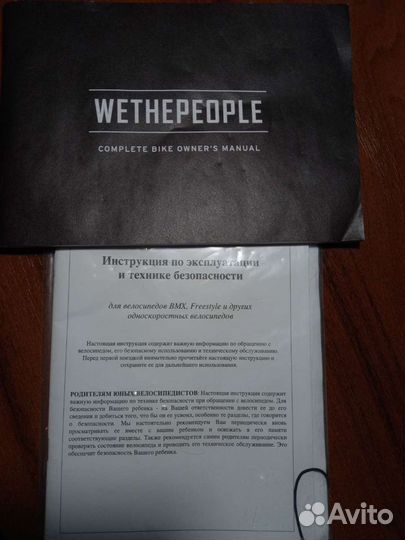 WETHEPEOPLE
COMPLETE BIKE OWNER'S MANUAL
Инструкция по эксплуатации
и технике безопасности
для велосипедов BMX, Freestyle и других
односкоростных велосипедов
Настоящая инструкция содержит важную информацию по обращению с
велосипедом, его безопасному использованию и техническому обслуживанию.
Перед первой поездкой внимательно прочитайте настоящую инструкцию и
сохраните ее для дальнейшего использования.
РОДИТЕЛЯМ ЮНЫХ ВЕЛОСИПЕДИСТОВ: Настоящая инструкция содержит
важную информацию по технике безопасности при обращении с велосипедом. Для
безопасности Вашего ребенка - на Вашей ответственности довести ее до его
сведения и добиться того, что бы он ее усвоил, особенно те разделы, где говорится
о безопасности. Мы настоятельно рекомендуем Вам периодически вновь
просматривать ее вместе с вашим ребенком и освежать в его памяти
соответствующие разделы. Также рекомендуется самим родителям периодически
проверять состояние велосипеда и проводить его техническое обслуживание. Это
обеспечит безопасность Вашего ребенка.
Avito